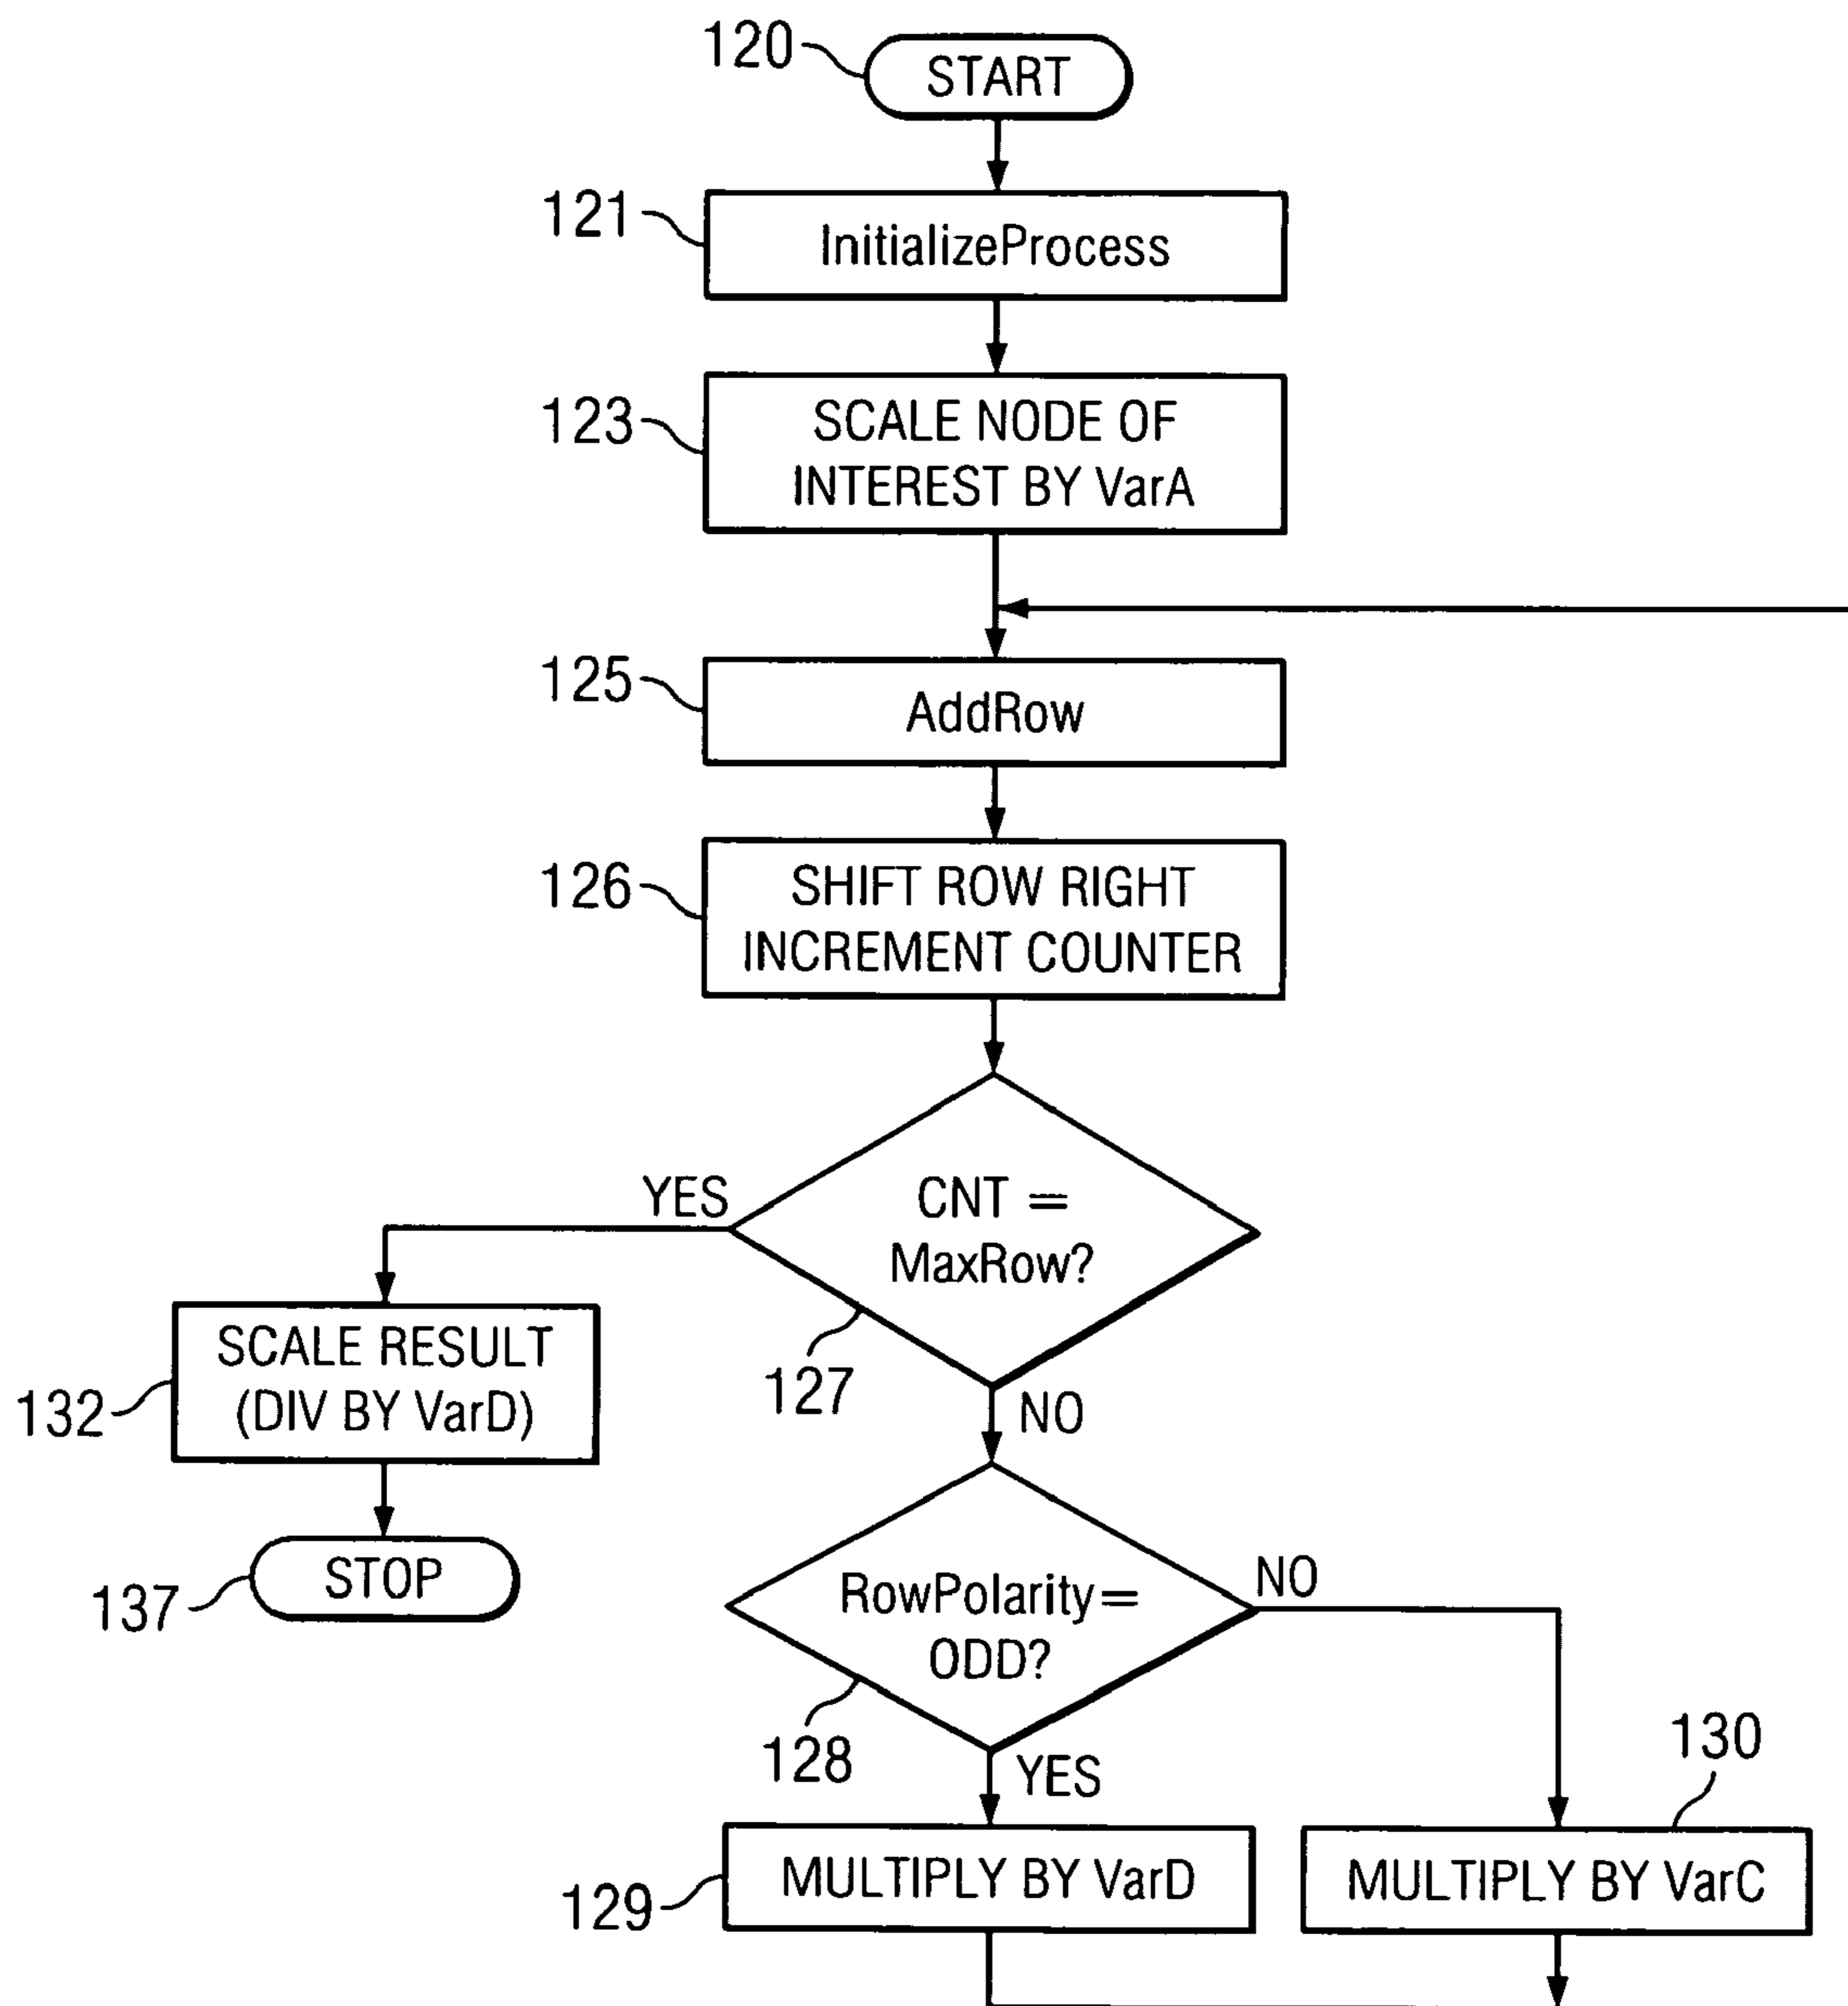 120
START
121
InitializeProcess
123
SCALE NODE OF
INTEREST BY VarA
125
AddRow
126
SHIFT ROW RIGHT
INCREMENT COUNTER
YES
CNT =
MaxRow?
127
NO
132
SCALE RESULT
(DIV BY VarD)
137
STOP
RowPolarity=
ODD?
NO
128
YES
130
129
MULTIPLY BY VarD
MULTIPLY BY VarC